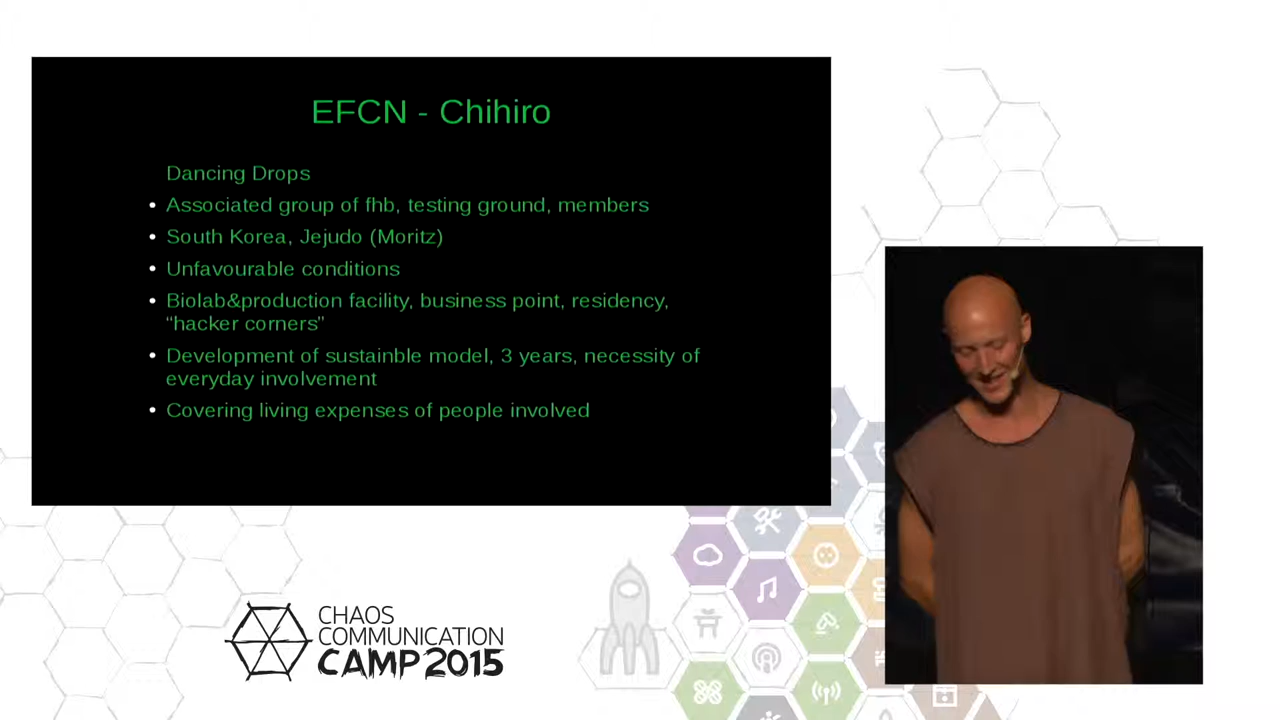 EFCN - Chihiro
Dancing Drops
Associated group of fhb, testing ground, members
South Korea, Jejudo (Moritz)
Unfavourable conditions
Biolab&production facility, business point, residency,
“hacker corners”
Development of sustainble model, 3 years, necessity of
everyday involvement
Covering living expenses of people involved
CHAOS
COMMUNICATION
CAMP 2015